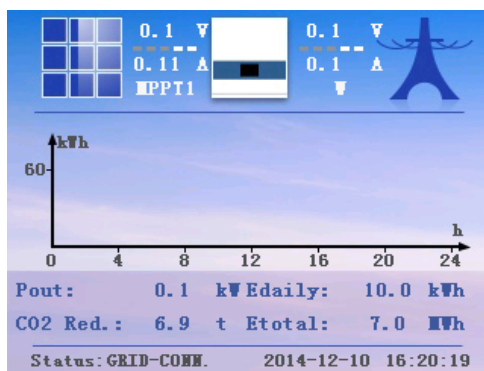 0.1 V 0.1 V
0.11 A 0.1 A
MPPT1 W
kWh
60
h
0 4 8 12 16 20 24
Pout: 0.1 kW Edaily: 10.0 kWh
CO2 Red.: 6.9 t Etotal: 7.0 MWh
Status:GRID-CONN. 2014-12-10 16:20:19